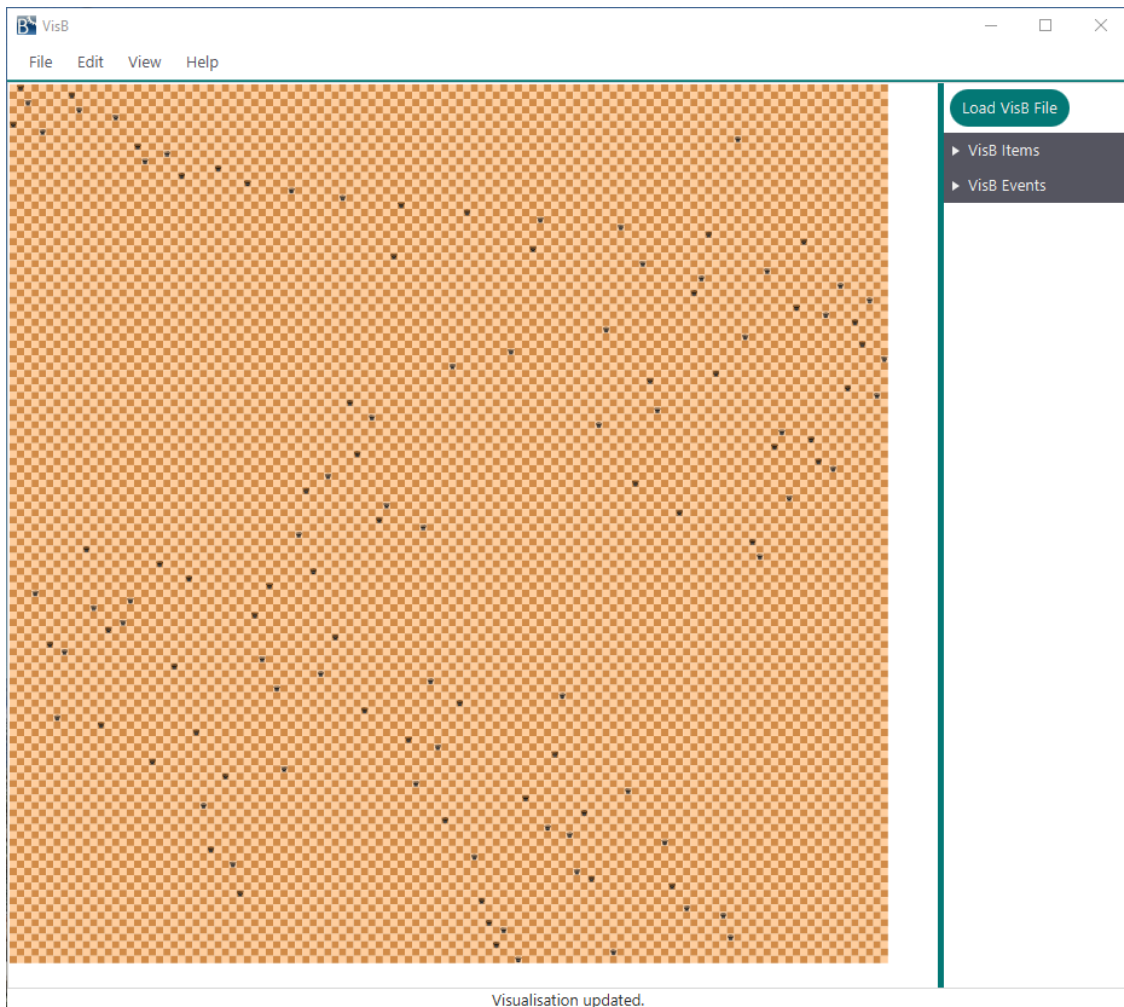 VisB
File Edit View Help
Load VisB File
VisB Items
VisB Events
Visualisation updated.